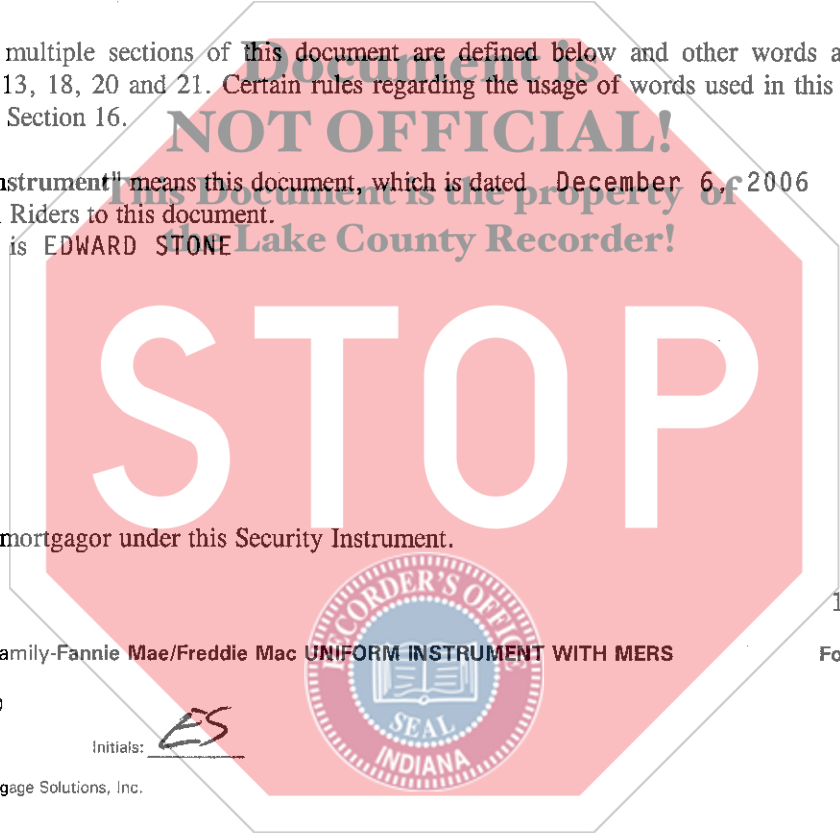 multiple sections of this document are defined below and other words a
Document is
13, 18, 20 and 21. Certain rules regarding the usage of words used in this
Section 16.
NOT OFFICIAL!
nstrument" means this document, which is dated December 6, 2006
This Document is the property of
Riders to this document.
is EDWARD STONE
the Lake County Recorder!
STOP
mortgagor under this Security Instrument.
RECORDER'S OFFICE
amily-Fannie Mae/Freddie Mac UNIFORM INSTRUMENT WITH MERS
Fo
SEAL
INDIANA
Initials: ES
gage Solutions, Inc.